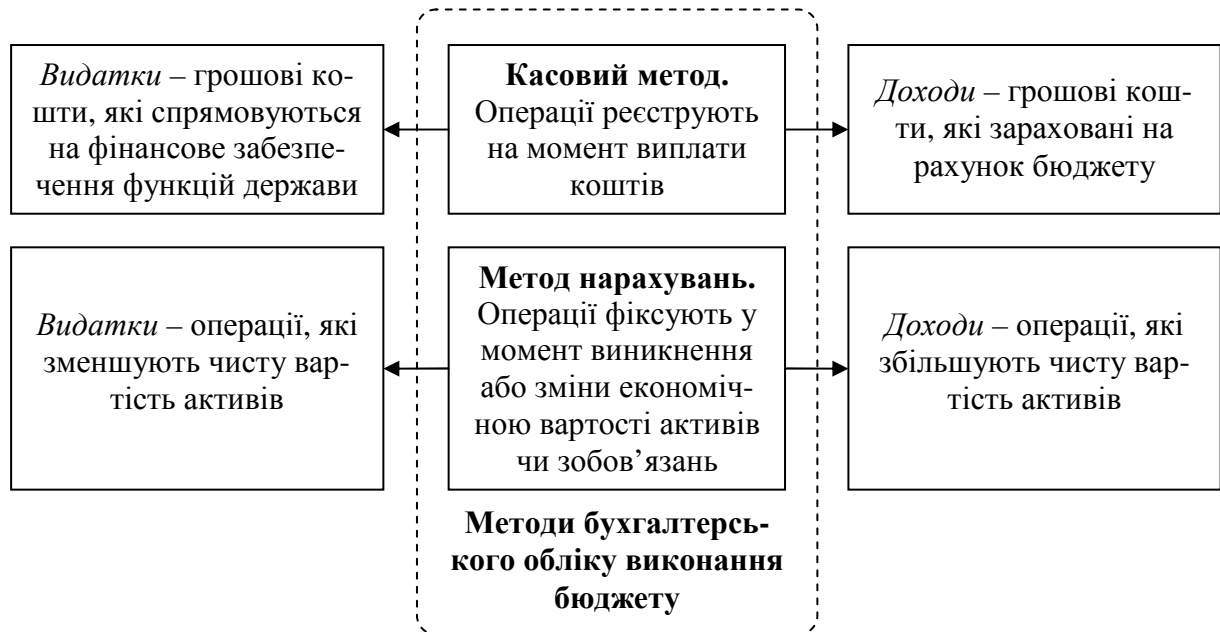 Видатки – грошові ко-
шти, які спрямовуються
на фінансове забезпе-
чення функцій держави
Касовий метод.
Операції реєструють
на момент виплати
коштів
Доходи – грошові кош-
ти, які зараховані на
рахунок бюджету
Видатки – операції, які
зменшують чисту вар-
тість активів
Метод нарахувань.
Операції фіксують у
момент виникнення
або зміни економіч-
ною вартості активів
чи зобов’язань
Доходи – операції, які
збільшують чисту вар-
тість активів
Методи бухгалтерсь-
кого обліку виконання
бюджету